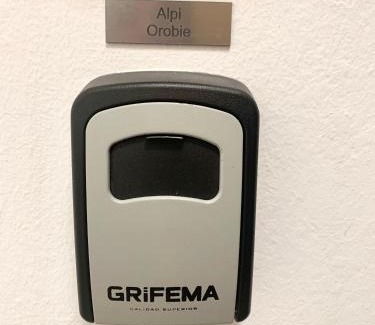 Alpi
Orobie
GRiFEMA
CALIDAD SUPERIOR